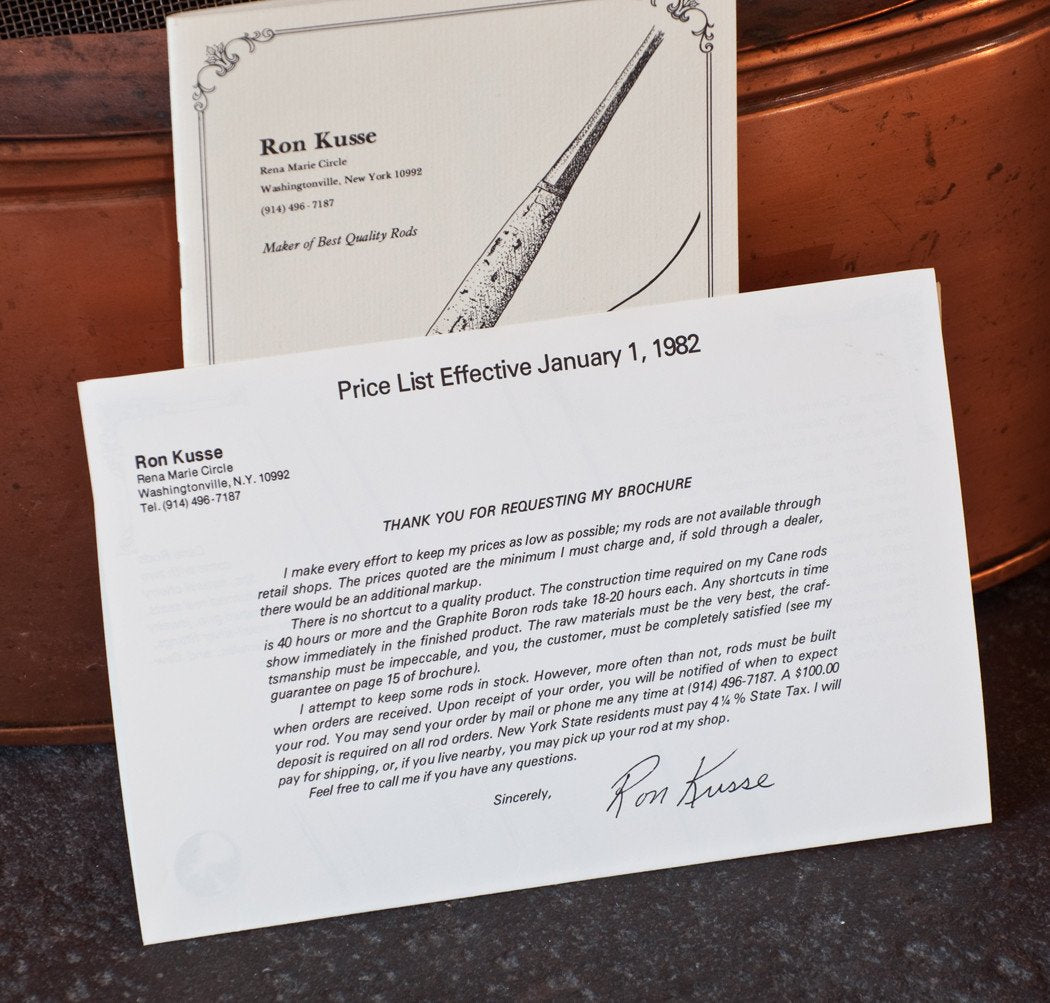 Ron Kusse
Rena Marie Circle
Washingtonville, New York 10992
(914) 496-7187
Maker of Best Quality Rods
Price List Effective January 1, 1982
Ron Kusse
Rena Marie Circle
Washingtonville, N.Y. 10992
Tel. (914) 496-7187
THANK YOU FOR REQUESTING MY BROCHURE
I make every effort to keep my prices as low as possible; my rods are not available through
retail shops. The prices quoted are the minimum I must charge and, if sold through a dealer,
there would be an additional markup.
There is no shortcut to a quality product. The construction time required on my Cane rods
is 40 hours or more and the Graphite Boron rods take 18-20 hours each. Any shortcuts in time
show immediately in the finished product. The raw materials must be the very best, the craf-
tsmanship must be impeccable, and you, the customer, must be completely satisfied (see my
guarantee on page 15 of brochure).
I attempt to keep some rods in stock. However, more often than not, rods must be built
when orders are received. Upon receipt of your order, you will be notified of when to expect
your rod. You may send your order by mail or phone me any time at (914) 496-7187. A $100.00
deposit is required on all rod orders. New York State residents must pay 4¼ % State Tax. I will
pay for shipping, or, if you live nearby, you may pick up your rod at my shop.
Feel free to call me if you have any questions.
Sincerely,
Ron Kusse